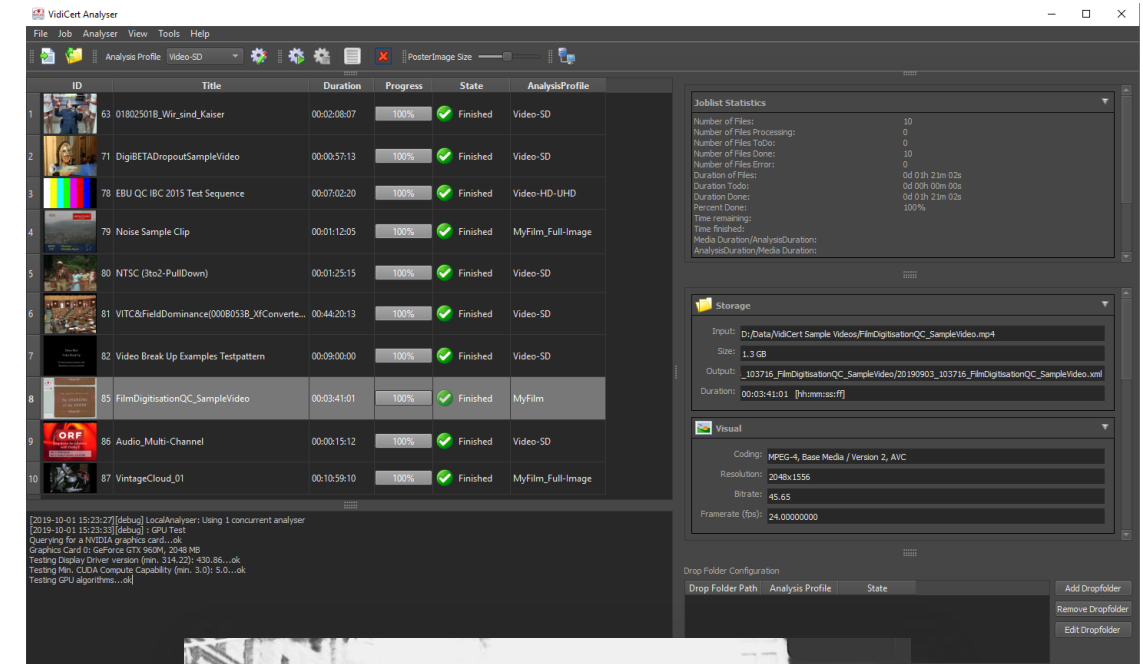 VidiCert Analyser
File Job Analyser View Tools Help
Analysis Profile Video-SD PosterImage Size
ID Title Duration Progress State AnalysisProfile
1 63 01802501B_Wir_sind_Kaiser 00:02:08:07 100% Finished Video-SD
2 71 DigiBETADropoutSampleVideo 00:00:57:13 100% Finished Video-SD
3 78 EBU QC IBC 2015 Test Sequence 00:07:02:20 100% Finished Video-HD-UHD
4 79 Noise Sample Clip 00:01:12:05 100% Finished MyFilm_Full-Image
5 80 NTSC (3to2-PullDown) 00:01:25:15 100% Finished Video-SD
6 81 VITC&FieldDominance(000B053B_XfConverte... 00:44:20:13 100% Finished Video-SD
7 82 Video Break Up Examples Testpattern 00:09:00:00 100% Finished Video-SD
8 85 FilmDigitisationQC_SampleVideo 00:03:41:01 100% Finished MyFilm
9 ORF 86 Audio_Multi-Channel 00:00:15:12 100% Finished Video-SD
10 87 VintageCloud_01 00:10:59:10 100% Finished MyFilm_Full-Image
[2019-10-01 15:23:27][debug] LocalAnalyser: Using 1 concurrent analyser
[2019-10-01 15:23:33][debug] : GPU Test
Querying for a NVIDIA graphics card...ok
Graphics Card 0: GeForce GTX 960M, 2048 MB
Testing Display Driver version (min. 314.22): 430.86...ok
Testing Min. CUDA Compute Capability (min. 3.0): 5.0...ok
Testing GPU algorithms...ok
Joblist Statistics
Number of Files: 10
Number of Files Processing: 0
Number of Files ToDo: 0
Number of Files Done: 10
Number of Files Error: 0
Duration of Files: 0d 01h 21m 02s
Duration Todo: 0d 00h 00m 00s
Duration Done: 0d 01h 21m 02s
Percent Done: 100%
Time remaining:
Time finished:
Media Duration/AnalysisDuration:
AnalysisDuration/Media Duration:
Storage
Input: D:/Data/VidiCert Sample Videos/FilmDigitisationQC_SampleVideo.mp4
Size: 1.3 GB
Output: _103716_FilmDigitisationQC_SampleVideo/20190903_103716_FilmDigitisationQC_SampleVideo.xml
Duration: 00:03:41:01 [hh:mm:ss:ff]
Visual
Coding: MPEG-4, Base Media / Version 2, AVC
Resolution: 2048x1556
Bitrate: 45.65
Framerate (fps): 24.00000000
Drop Folder Configuration
Drop Folder Path Analysis Profile State
Add Dropfolder
Remove Dropfolder
Edit Dropfolder